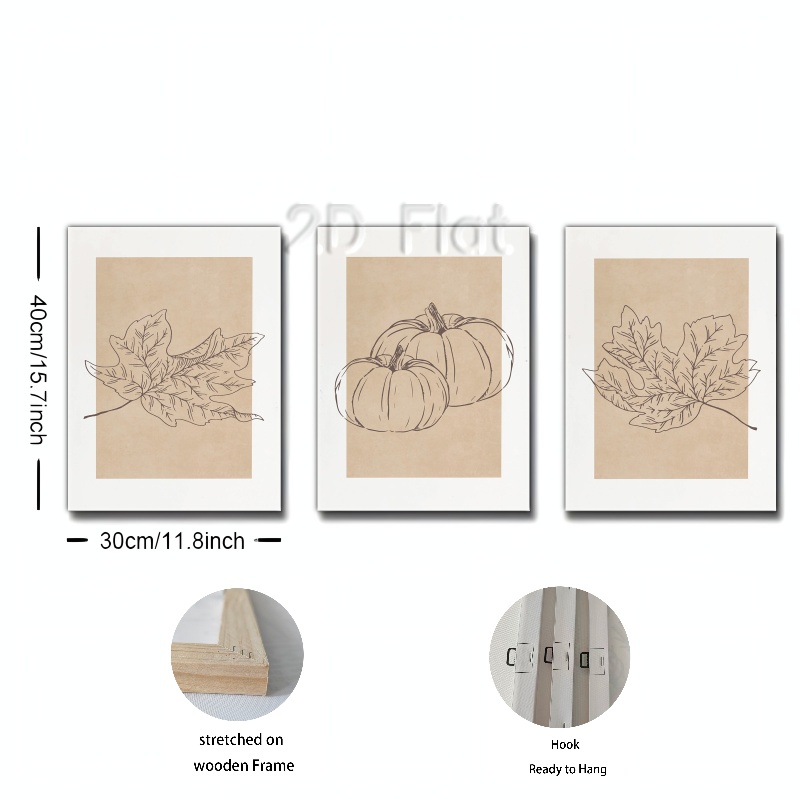 2D Flat
40cm/15.7inch
30cm/11.8inch
stretched on
wooden Frame
Hook
Ready to Hang